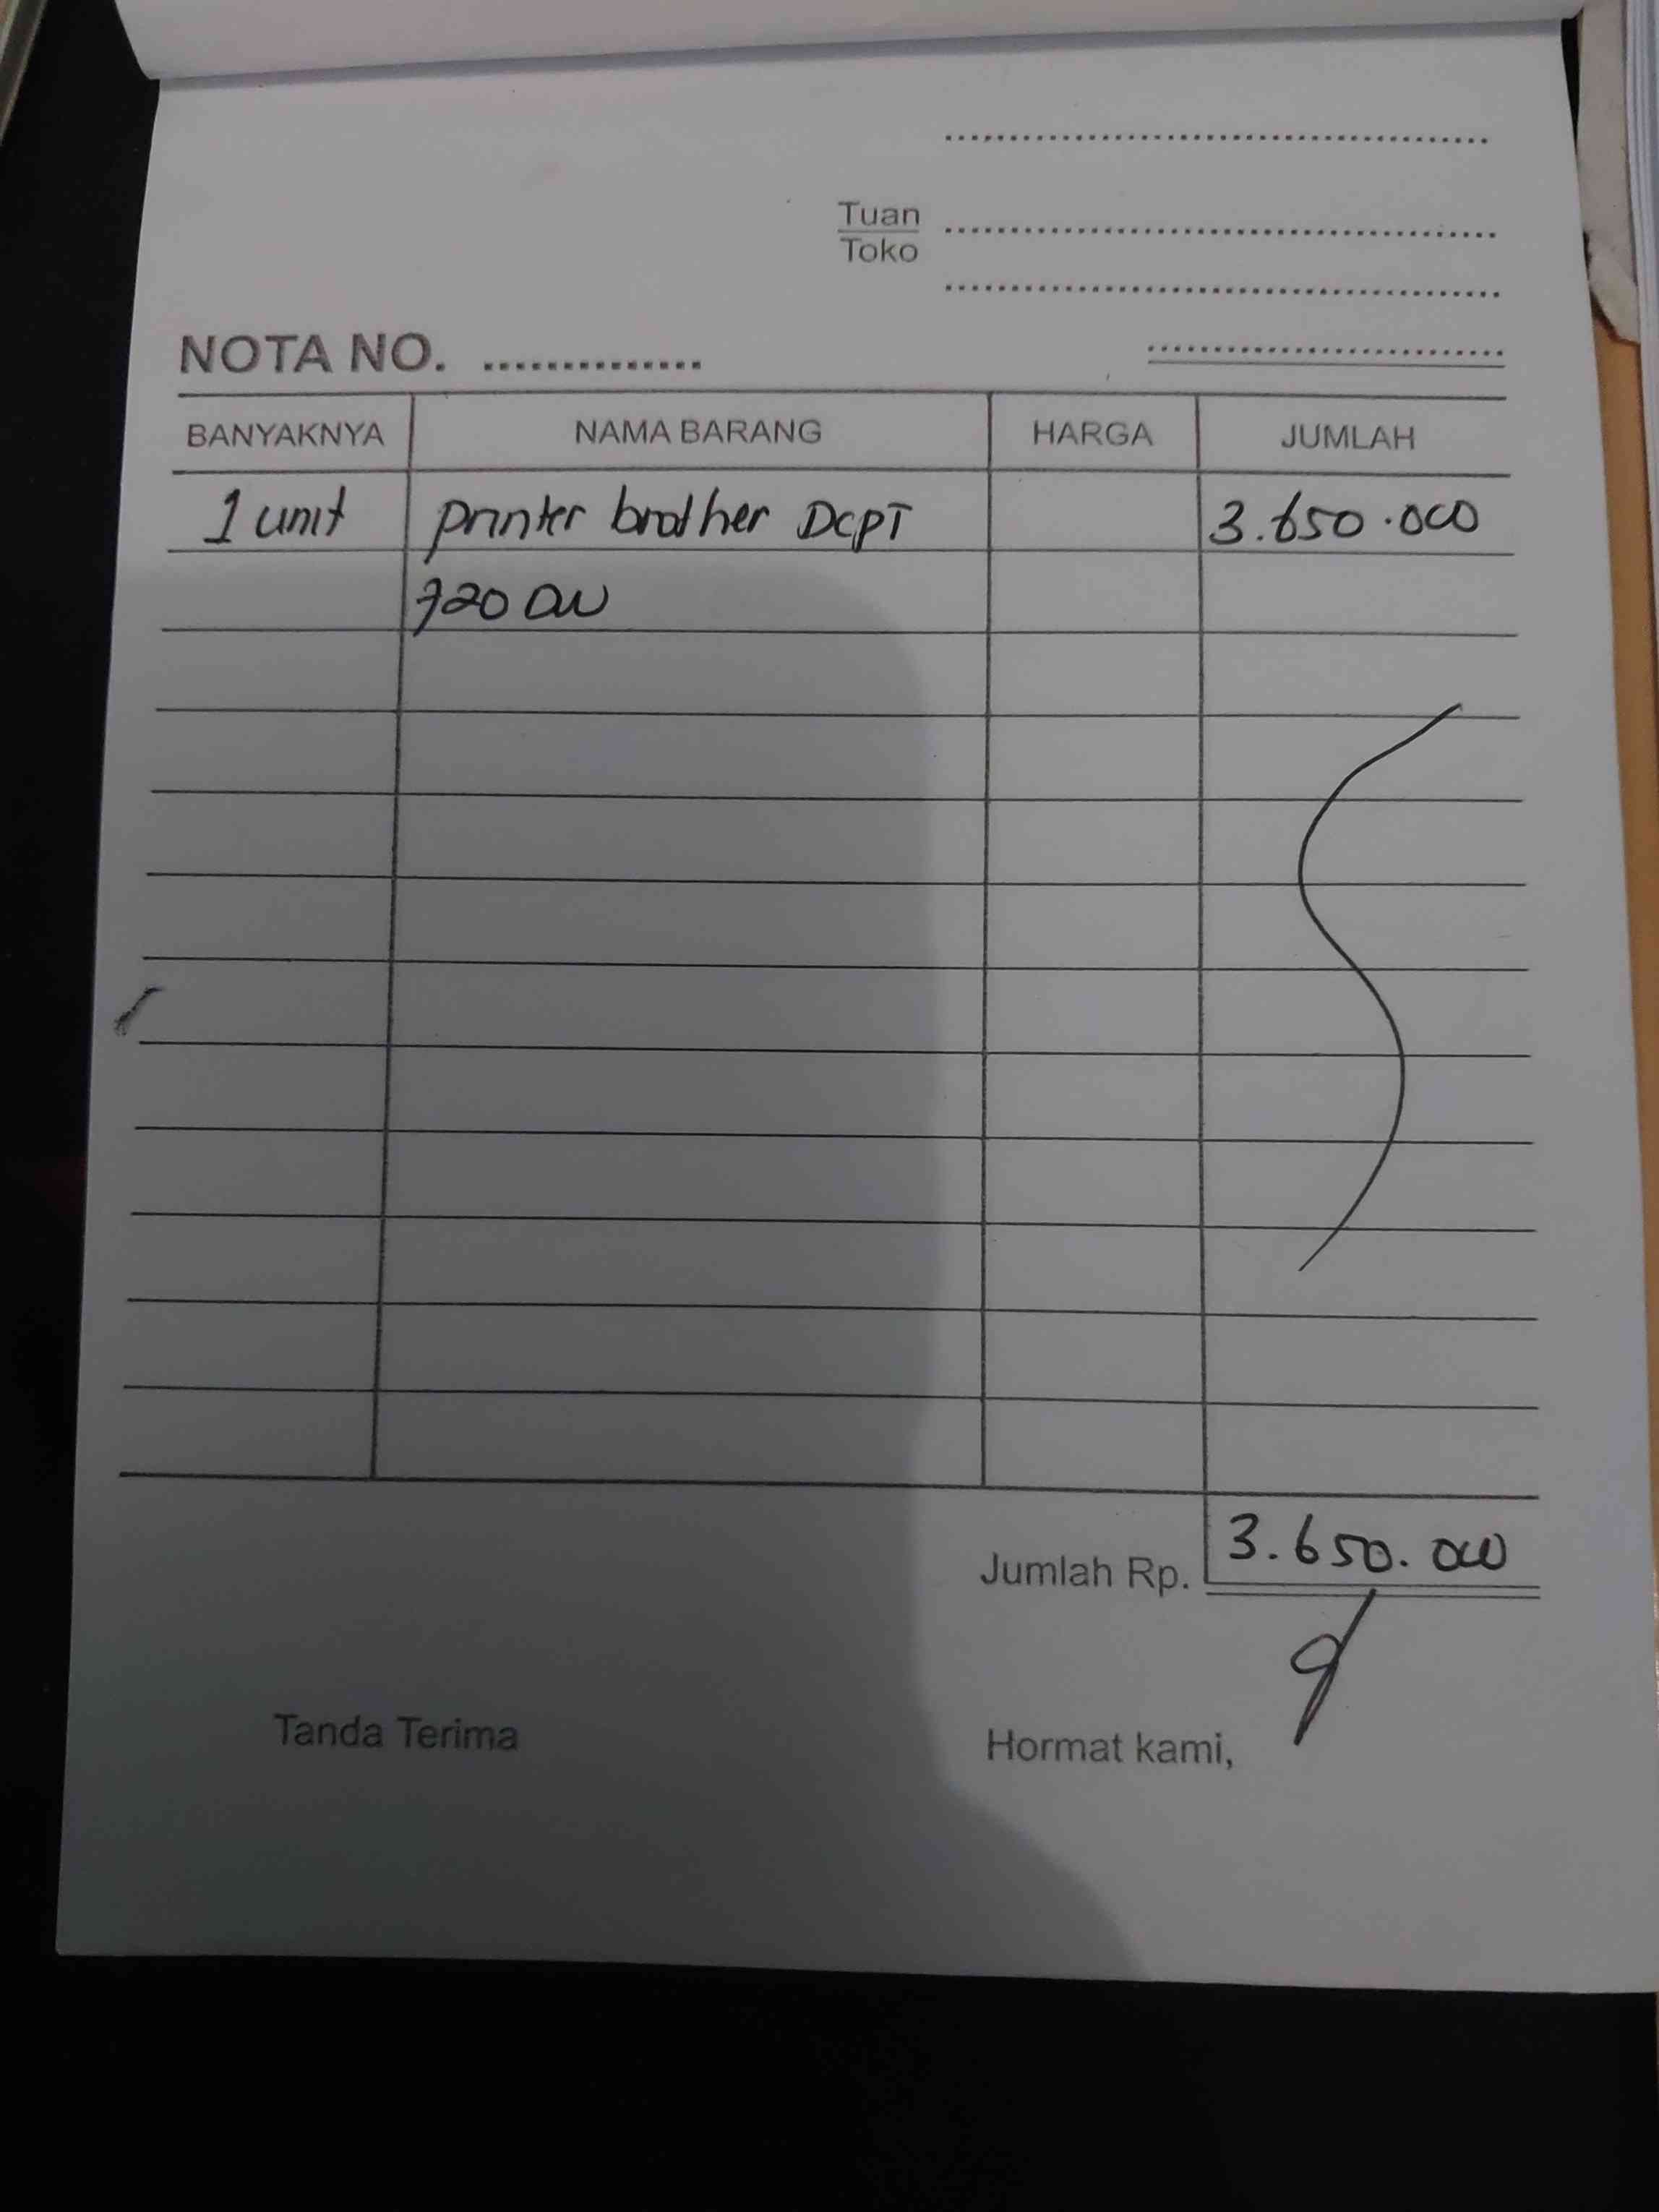 Tuan
Toko
NOTA NO. ..............
BANYAKNYA NAMA BARANG HARGA JUMLAH
1 unit printer brother DCPT 3.650.000
720 DW
Jumlah Rp. 3.650.000
Tanda Terima Hormat kami,